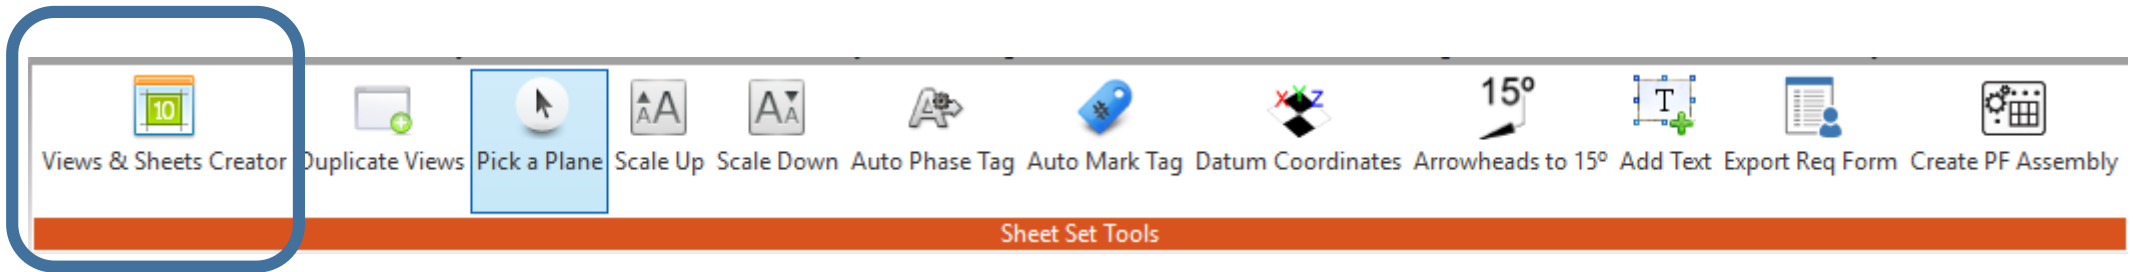 10
A A
A A
A
#
X Y Z
15º
T
Views & Sheets Creator Duplicate Views Pick a Plane Scale Up Scale Down Auto Phase Tag Auto Mark Tag Datum Coordinates Arrowheads to 15º Add Text Export Req Form Create PF Assembly
Sheet Set Tools